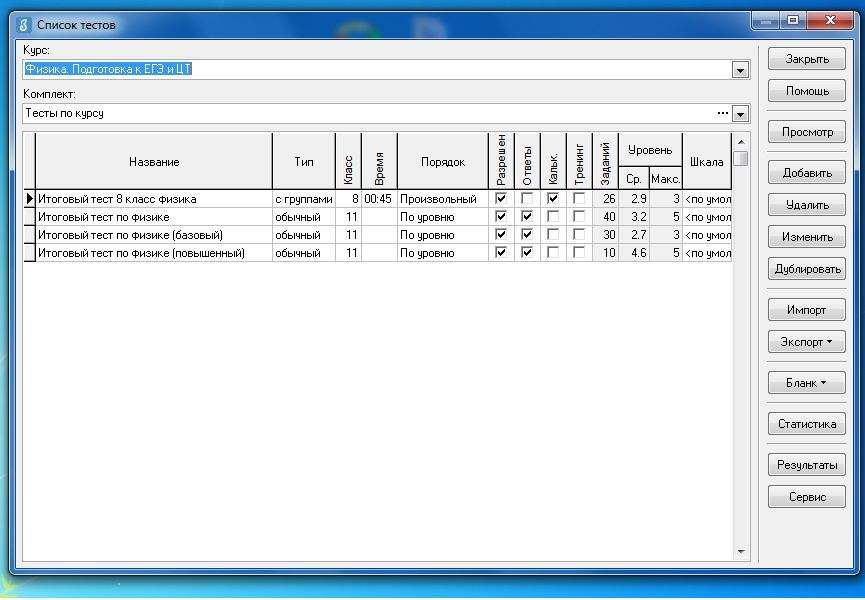 Список тестов
Курс:
Физика. Подготовка к ЕГЭ и ЦТ
Комплект:
Тесты по курсу ...
Название Тип Класс Время Порядок Разрешен Ответы Кальк. Тренинг Заданий Уровень Шкала
Ср. Макс.
Итоговый тест 8 класс физика с группами 8 00:45 Произвольный 26 2.9 3 <по умол
Итоговый тест по физике обычный 11 По уровню 40 3.2 5 <по умол
Итоговый тест по физике (базовый) обычный 11 По уровню 30 2.7 3 <по умол
Итоговый тест по физике (повышенный) обычный 11 По уровню 10 4.6 5 <по умол
Закрыть
Помощь
Просмотр
Добавить
Удалить
Изменить
Дублировать
Импорт
Экспорт
Бланк
Статистика
Результаты
Сервис